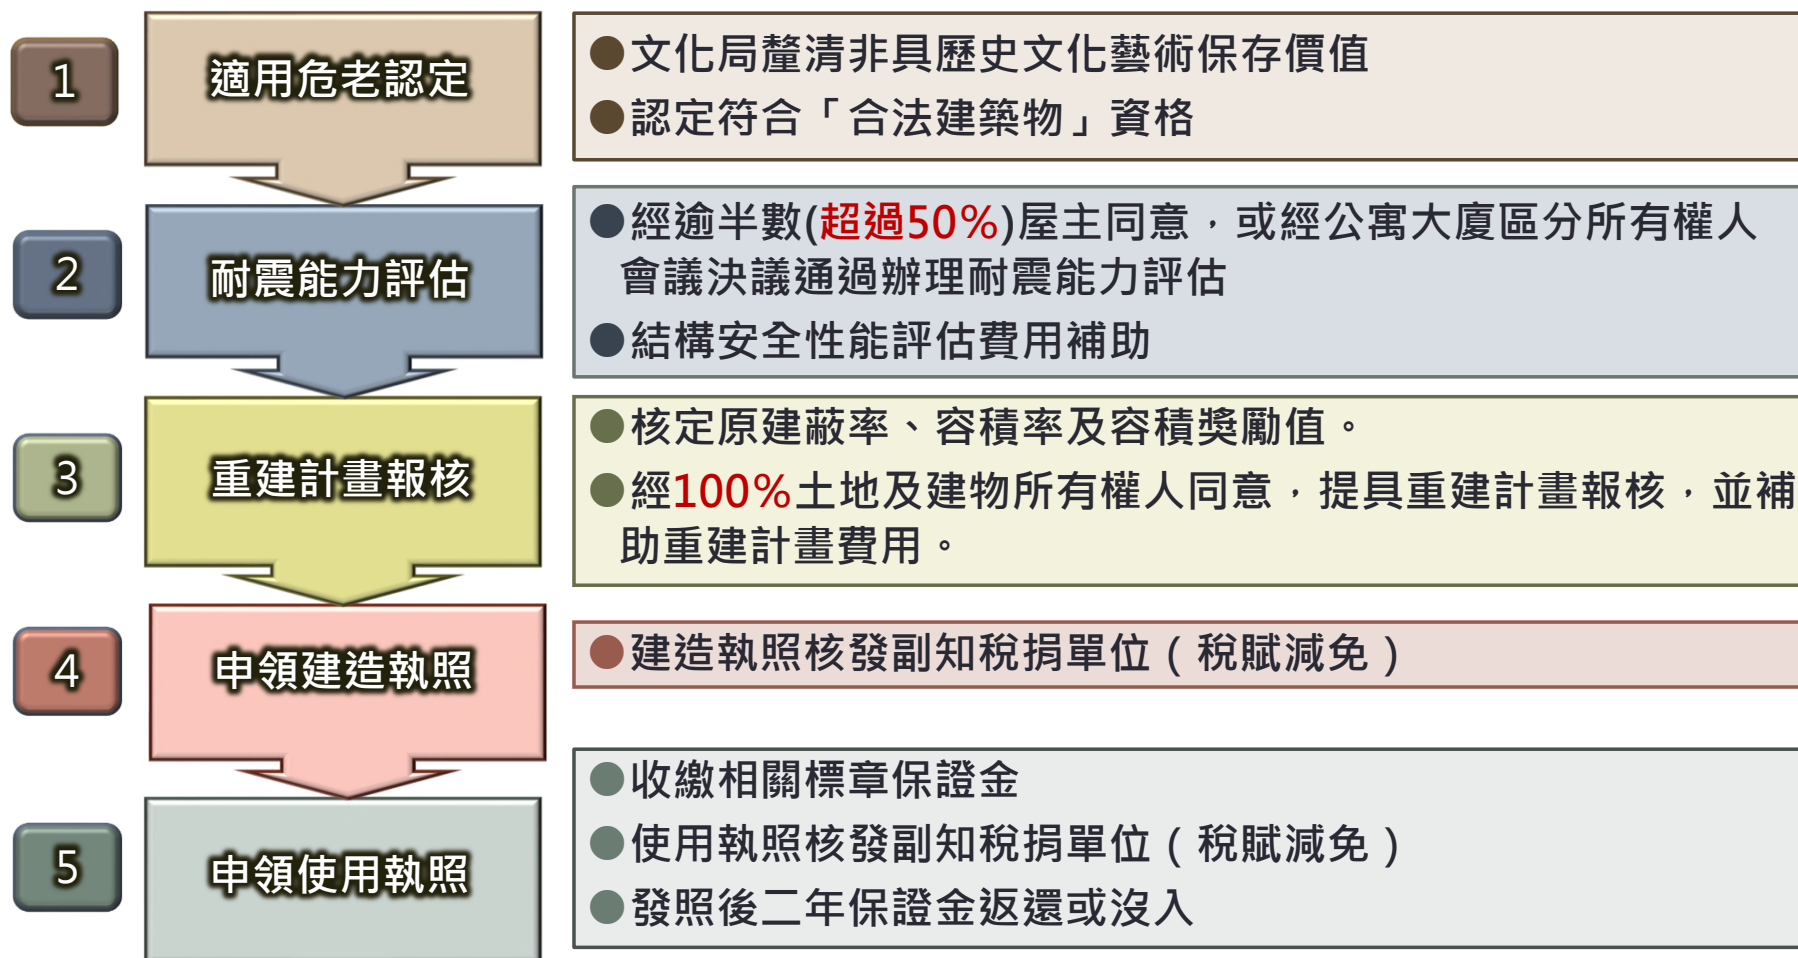 1
適用危老認定
●文化局釐清非具歷史文化藝術保存價值
●認定符合「合法建築物」資格
2
耐震能力評估
●經逾半數(超過50%)屋主同意，或經公寓大廈區分所有權人
會議決議通過辦理耐震能力評估
●結構安全性能評估費用補助
3
重建計畫報核
●核定原建蔽率、容積率及容積獎勵值。
●經100%土地及建物所有權人同意，提具重建計畫報核，並補
助重建計畫費用。
4
申領建造執照
●建造執照核發副知稅捐單位（稅賦減免）
5
申領使用執照
●收繳相關標章保證金
●使用執照核發副知稅捐單位（稅賦減免）
●發照後二年保證金返還或沒入